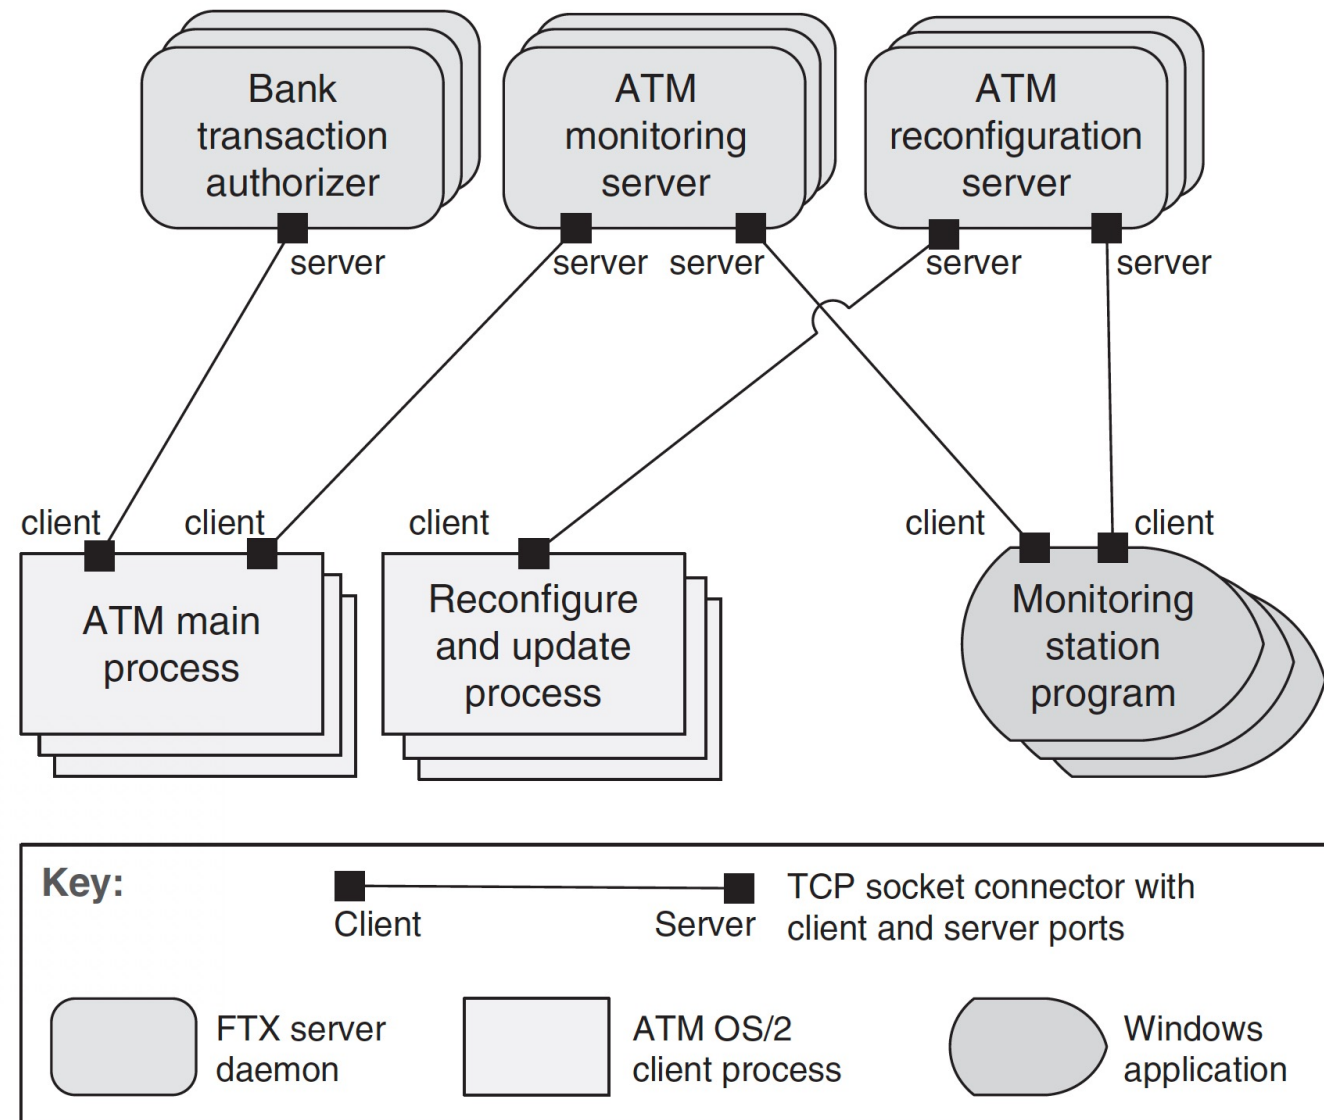 Bank
transaction
authorizer
ATM
monitoring
server
ATM
reconfiguration
server
server
server
server
server
server
client
client
client
client
client
ATM main
process
Reconfigure
and update
process
Monitoring
station
program
Key:
Client
Server
TCP socket connector with
client and server ports
FTX server
daemon
ATM OS/2
client process
Windows
application